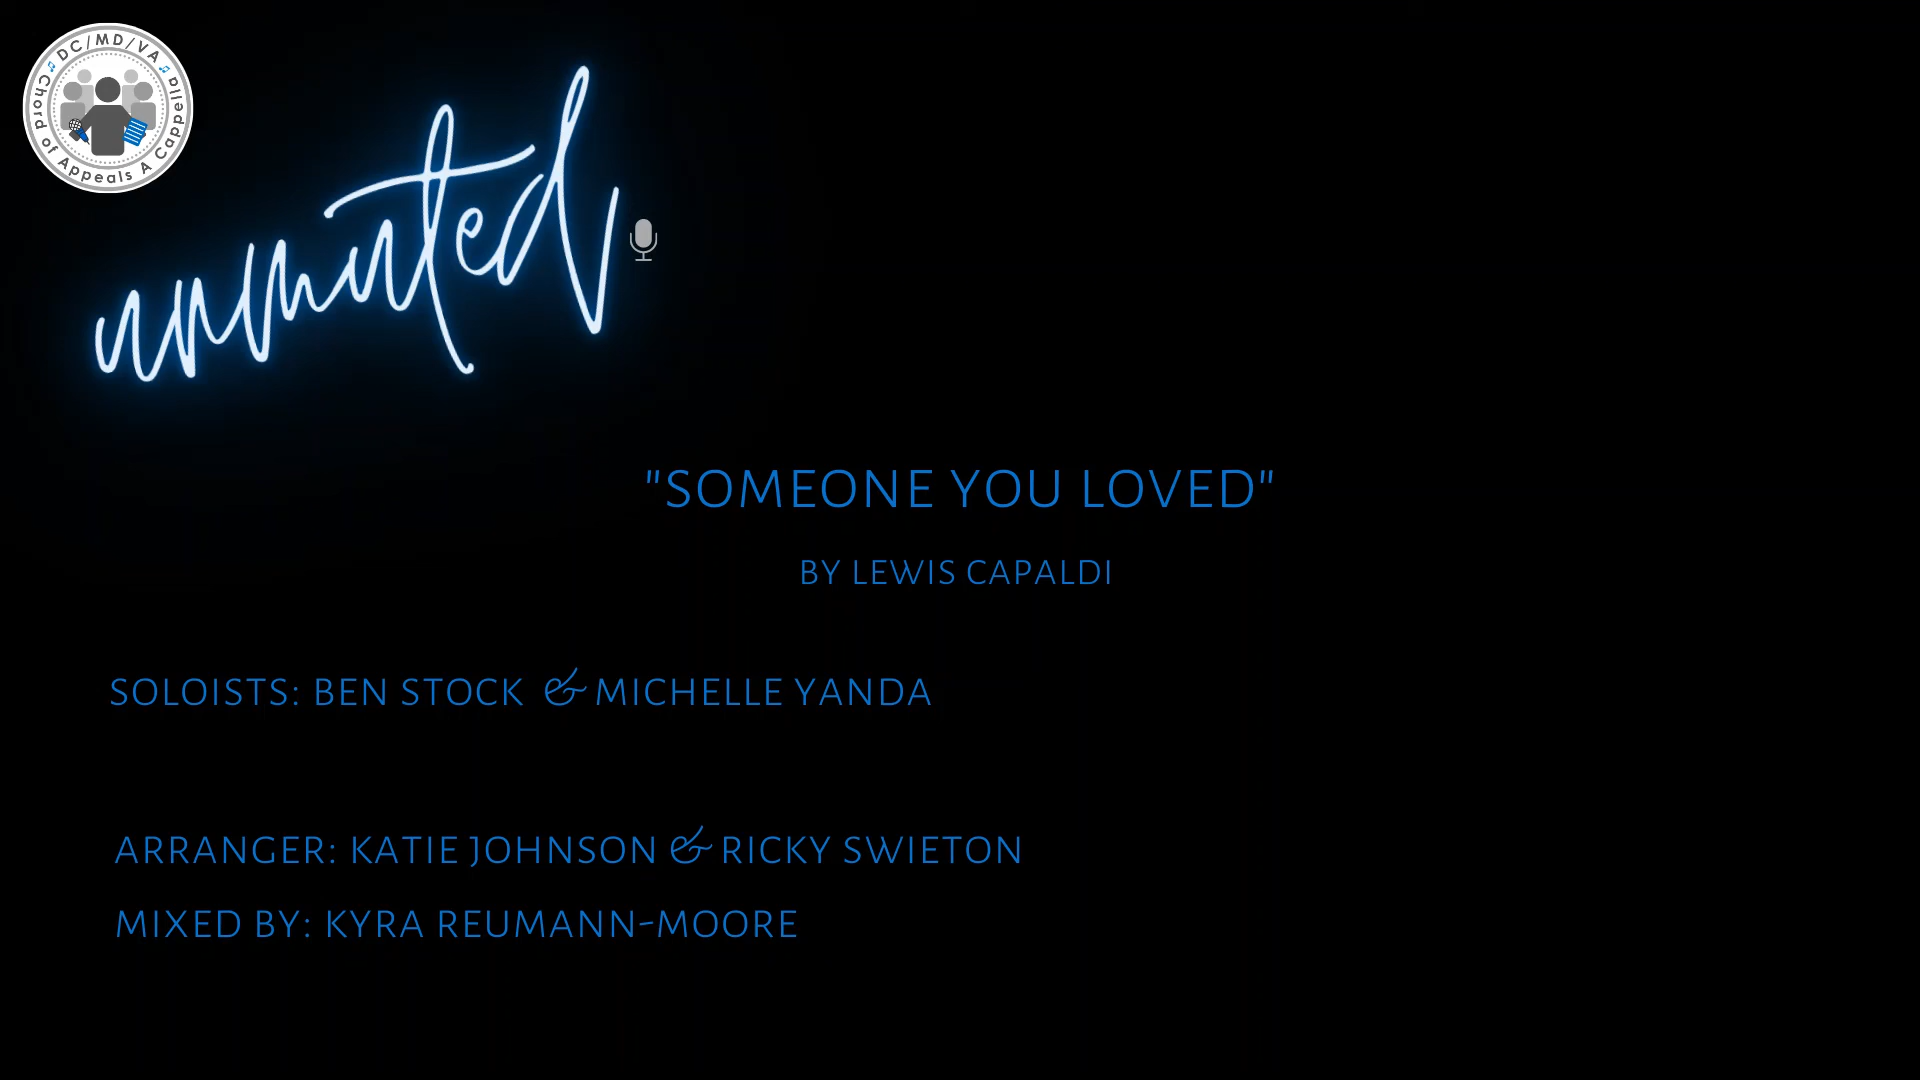 DC/MD/VA
Chord of Appeals A Cappella
unmuted
"SOMEONE YOU LOVED"
BY LEWIS CAPALDI
SOLOISTS: BEN STOCK & MICHELLE YANDA
ARRANGER: KATIE JOHNSON & RICKY SWIETON
MIXED BY: KYRA REUMANN-MOORE